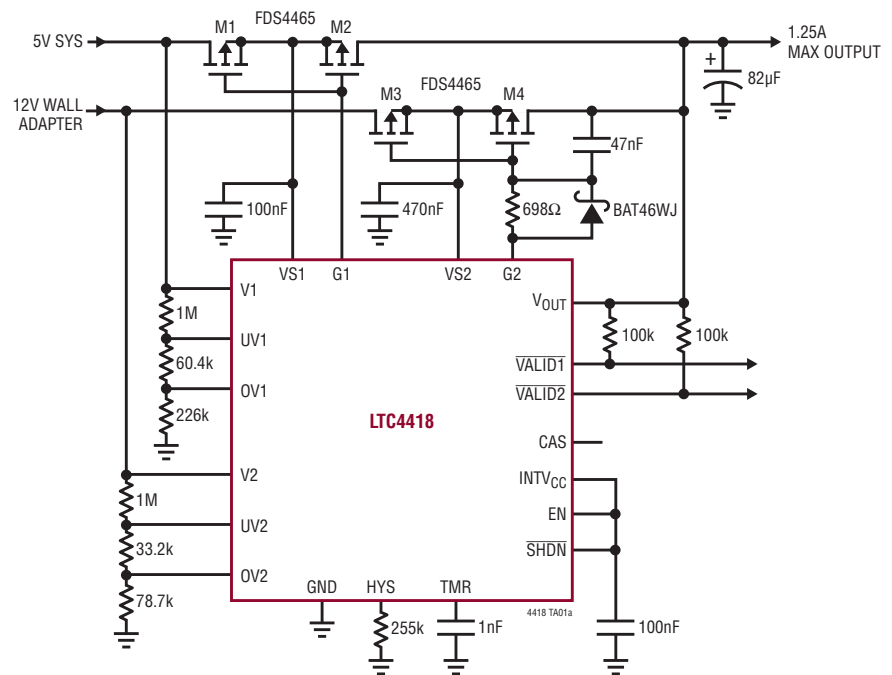 M1
FDS4465
M2
5V SYS
1.25A
MAX OUTPUT
+
82µF
M3
FDS4465
M4
12V WALL
ADAPTER
47nF
100nF
470nF
698Ω
BAT46WJ
VS1
G1
VS2
G2
V1
VOUT
1M
100k
100k
UV1
60.4k
VALID1
OV1
VALID2
226k
LTC4418
CAS
V2
INTVCC
1M
EN
UV2
33.2k
SHDN
OV2
GND
HYS
TMR
78.7k
4418 TA01a
255k
1nF
100nF